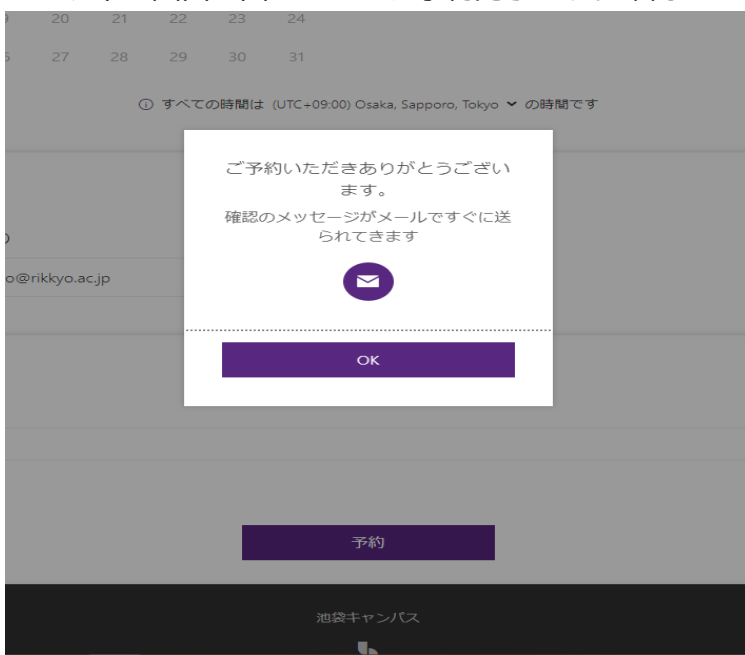 20 21 22 23 24
27 28 29 30 31
すべての時間は (UTC+09:00) Osaka, Sapporo, Tokyo の時間です
ご予約いただきありがとうござい
ます。
確認のメッセージがメールですぐに送
られてきます
o@rikkyo.ac.jp
OK
予約
池袋キャンパス